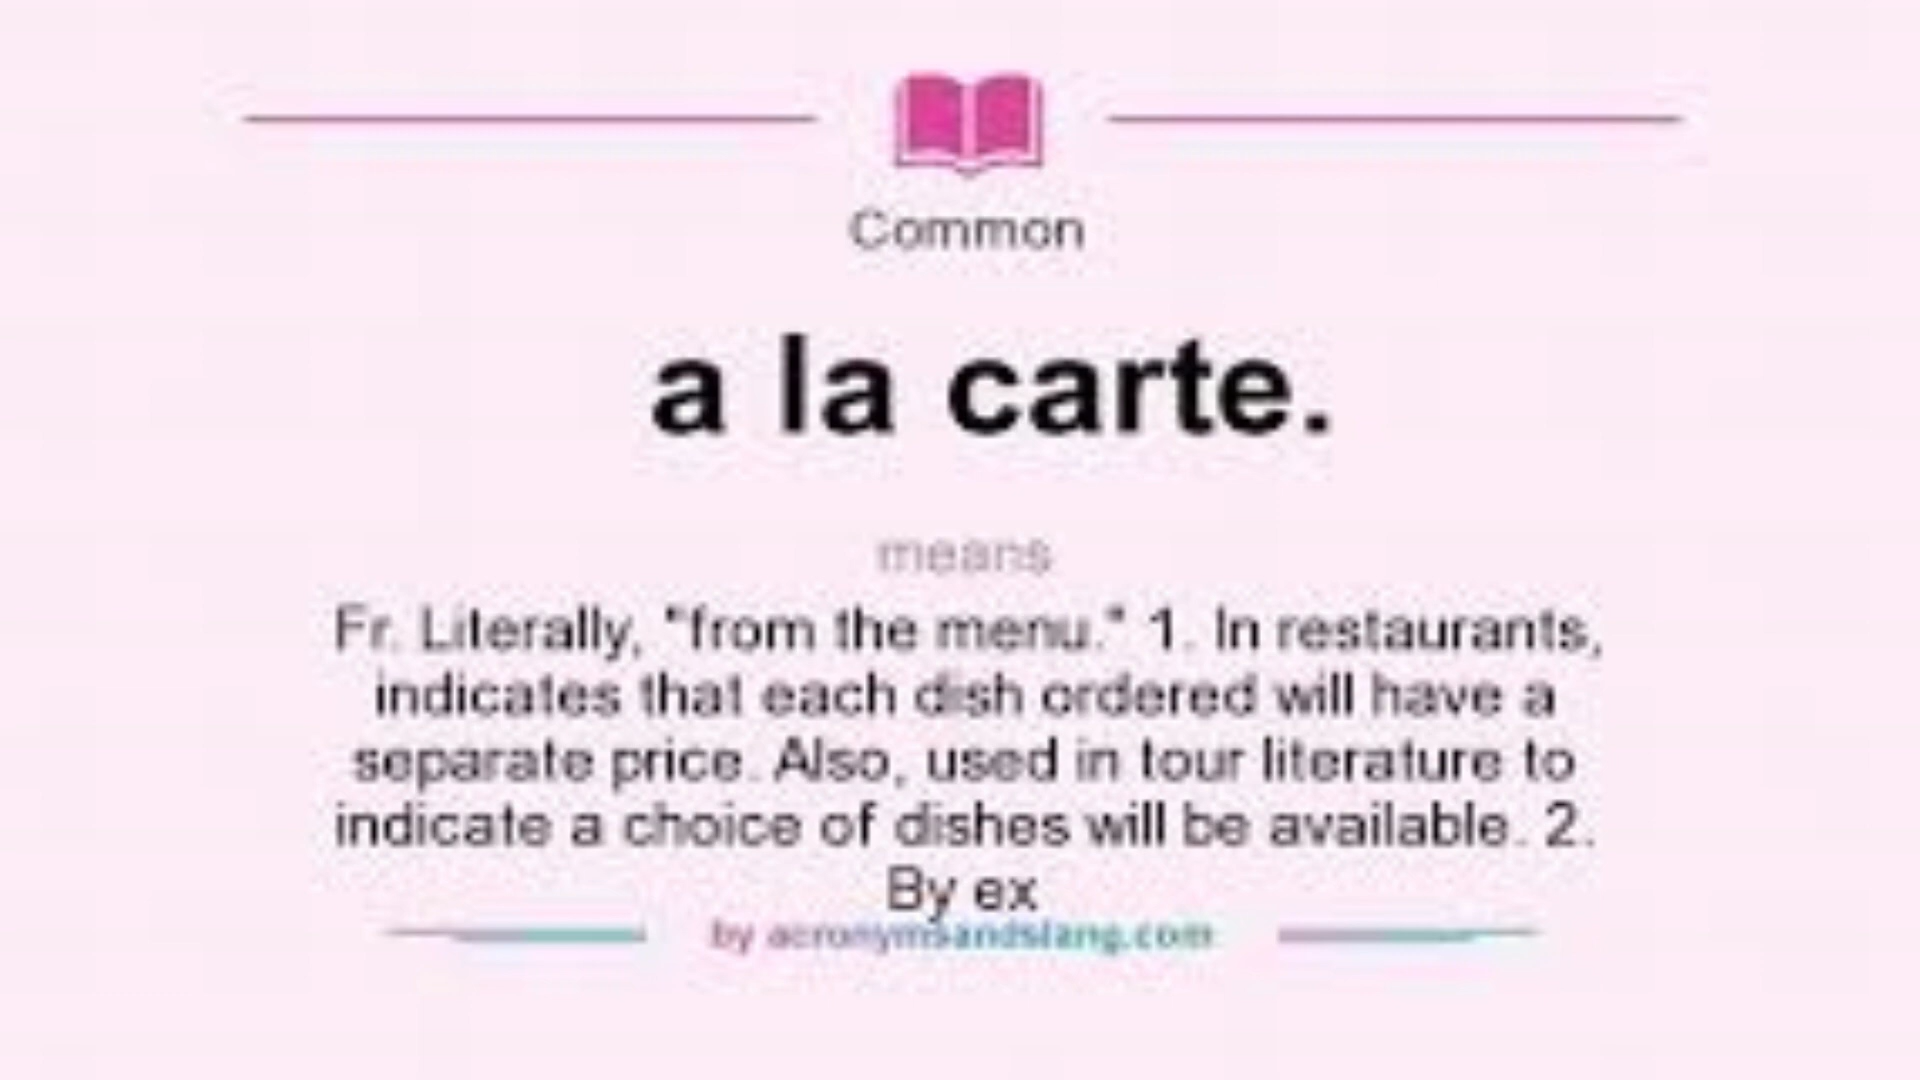 Common
a la carte.
means
Fr. Literally, "from the menu." 1. In restaurants,
indicates that each dish ordered will have a
separate price. Also, used in tour literature to
indicate a choice of dishes will be available. 2.
By ex
by acronymsandslang.com